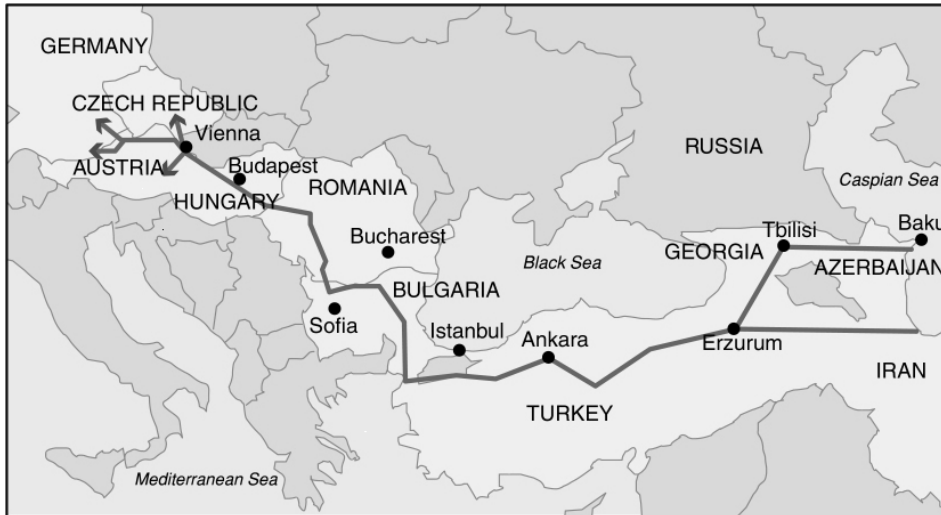 GERMANY
CZECH REPUBLIC
Vienna
AUSTRIA
Budapest
HUNGARY
ROMANIA
RUSSIA
Caspian Sea
Bucharest
Black Sea
Tbilisi
Baku
GEORGIA
AZERBAIJAN
BULGARIA
Sofia
Istanbul
Ankara
Erzurum
IRAN
TURKEY
Mediterranean Sea